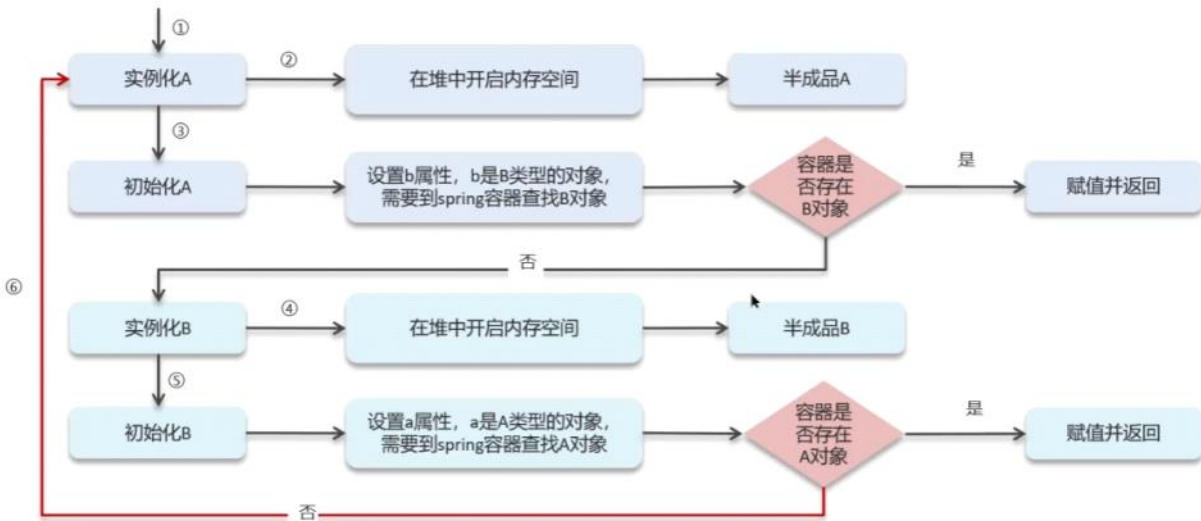 ①
实例化A
②
在堆中开启内存空间
半成品A
③
初始化A
设置b属性，b是B类型的对象，
需要到spring容器查找B对象
容器是
否存在
B对象
是
赋值并返回
否
⑥
实例化B
④
在堆中开启内存空间
半成品B
⑤
初始化B
设置a属性，a是A类型的对象，
需要到spring容器查找A对象
容器是
否存在
A对象
是
赋值并返回
否